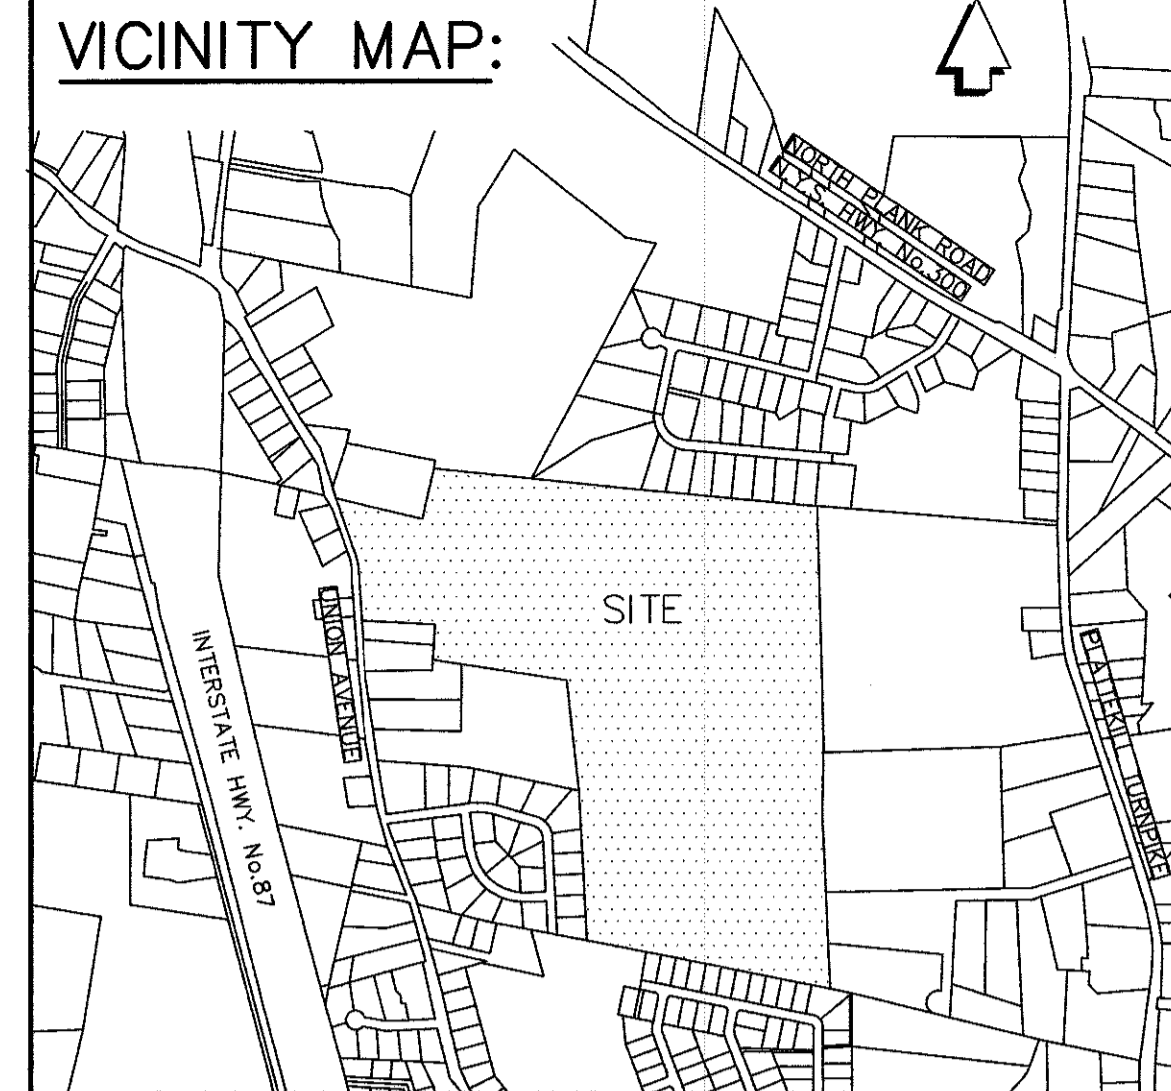 VICINITY MAP:
NORTH PLANK ROAD
N.Y.S. HWY. No.300
SITE
UNION AVENUE
INTERSTATE HWY. No.87
PLATTEKILL TURNPIKE